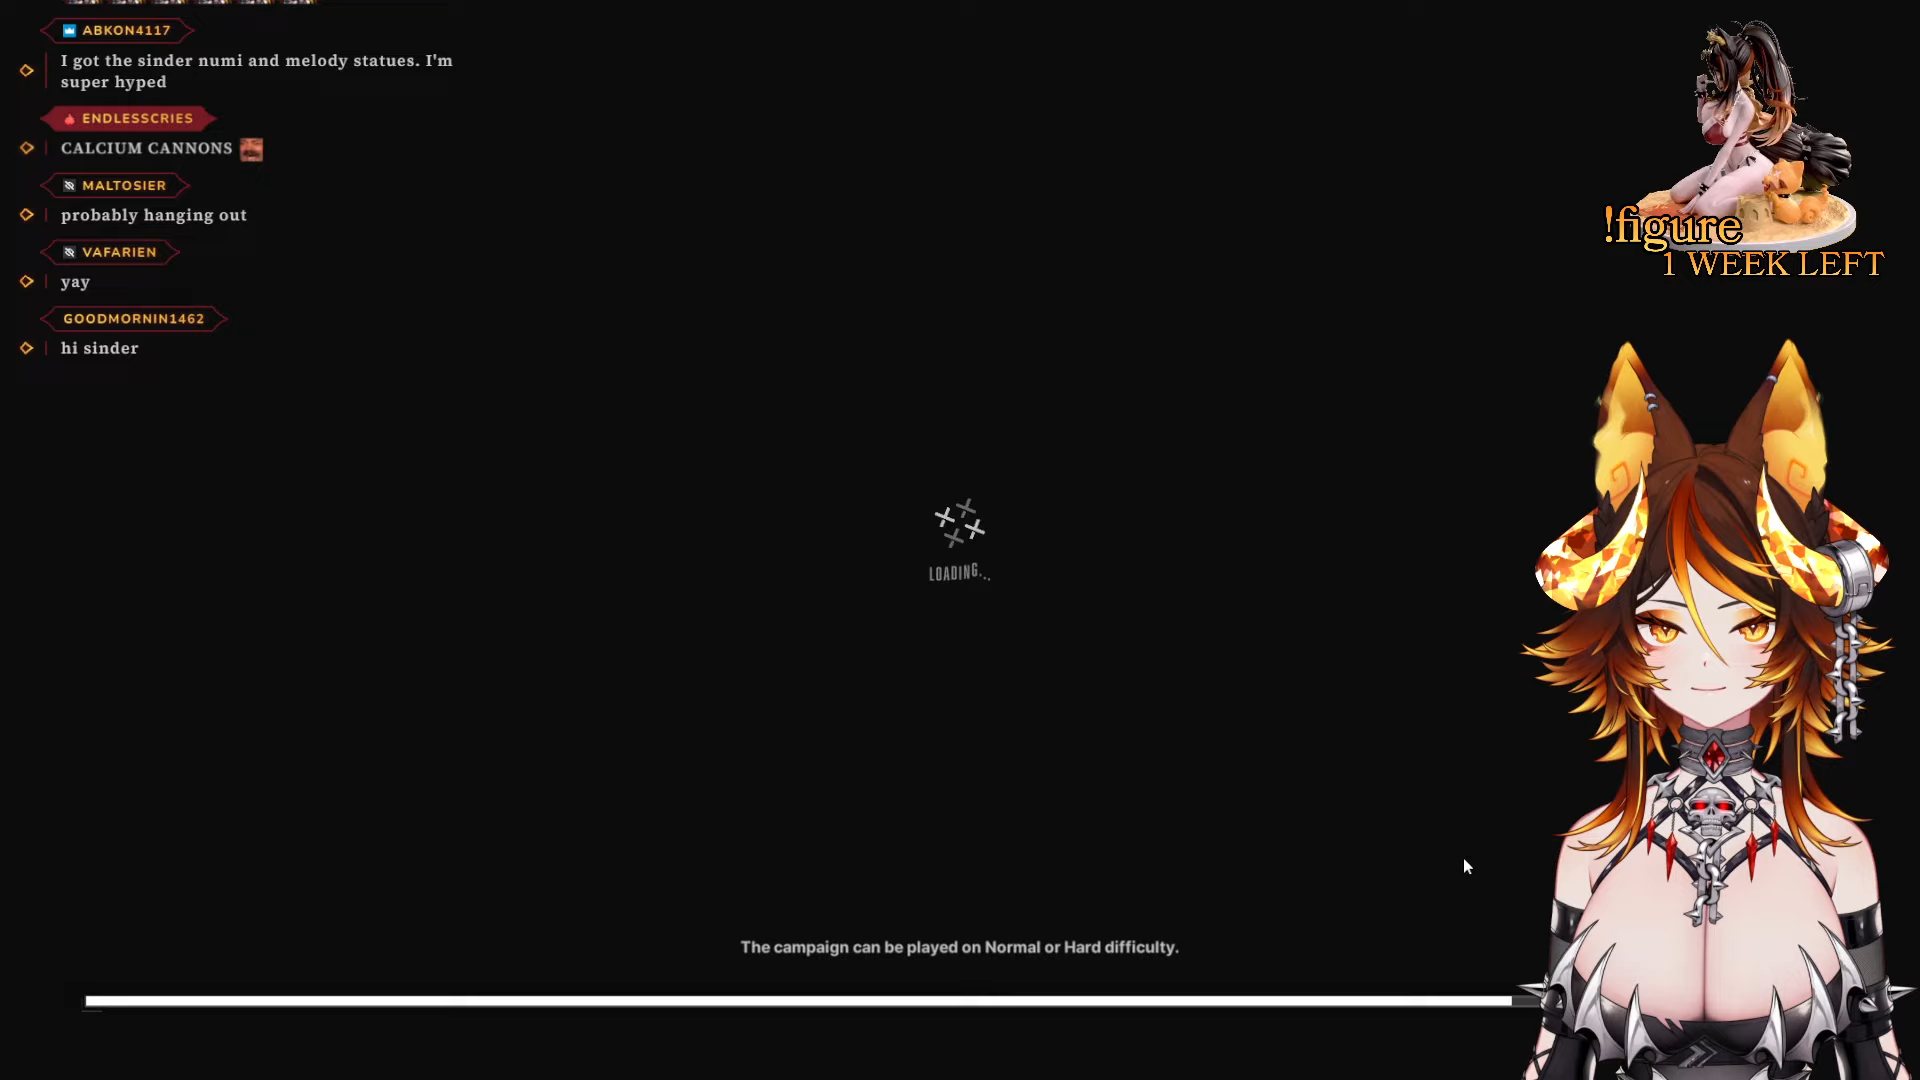 ABKON4117
I got the sinder numi and melody statues. I'm
super hyped
ENDLESSCRIES
CALCIUM CANNONS
MALTOSIER
probably hanging out
VAFARIEN
yay
GOODMORNIN1462
hi sinder
!figure
1 WEEK LEFT
LOADING...
The campaign can be played on Normal or Hard difficulty.